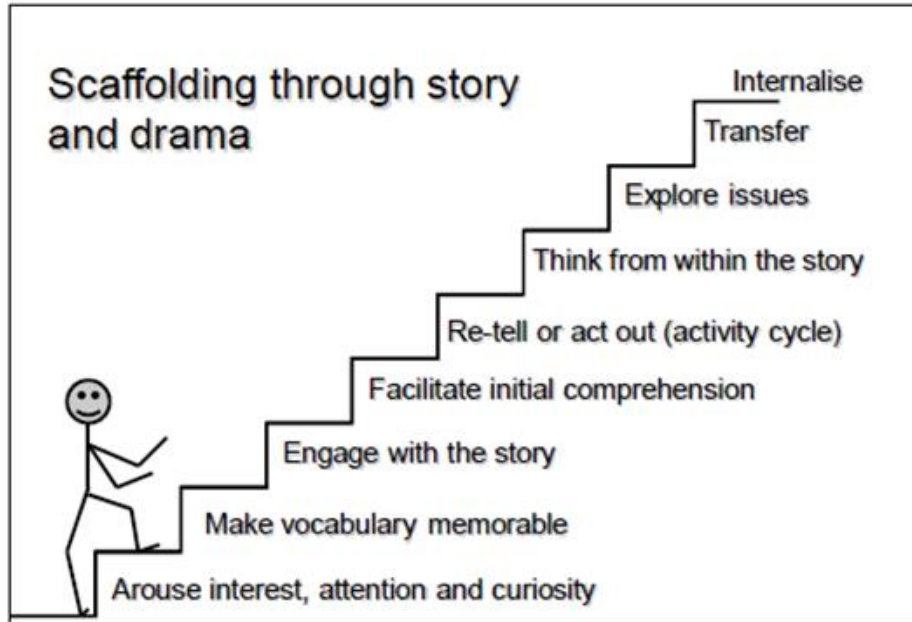 Scaffolding through story
and drama
Internalise
Transfer
Explore issues
Think from within the story
Re-tell or act out (activity cycle)
Facilitate initial comprehension
Engage with the story
Make vocabulary memorable
Arouse interest, attention and curiosity